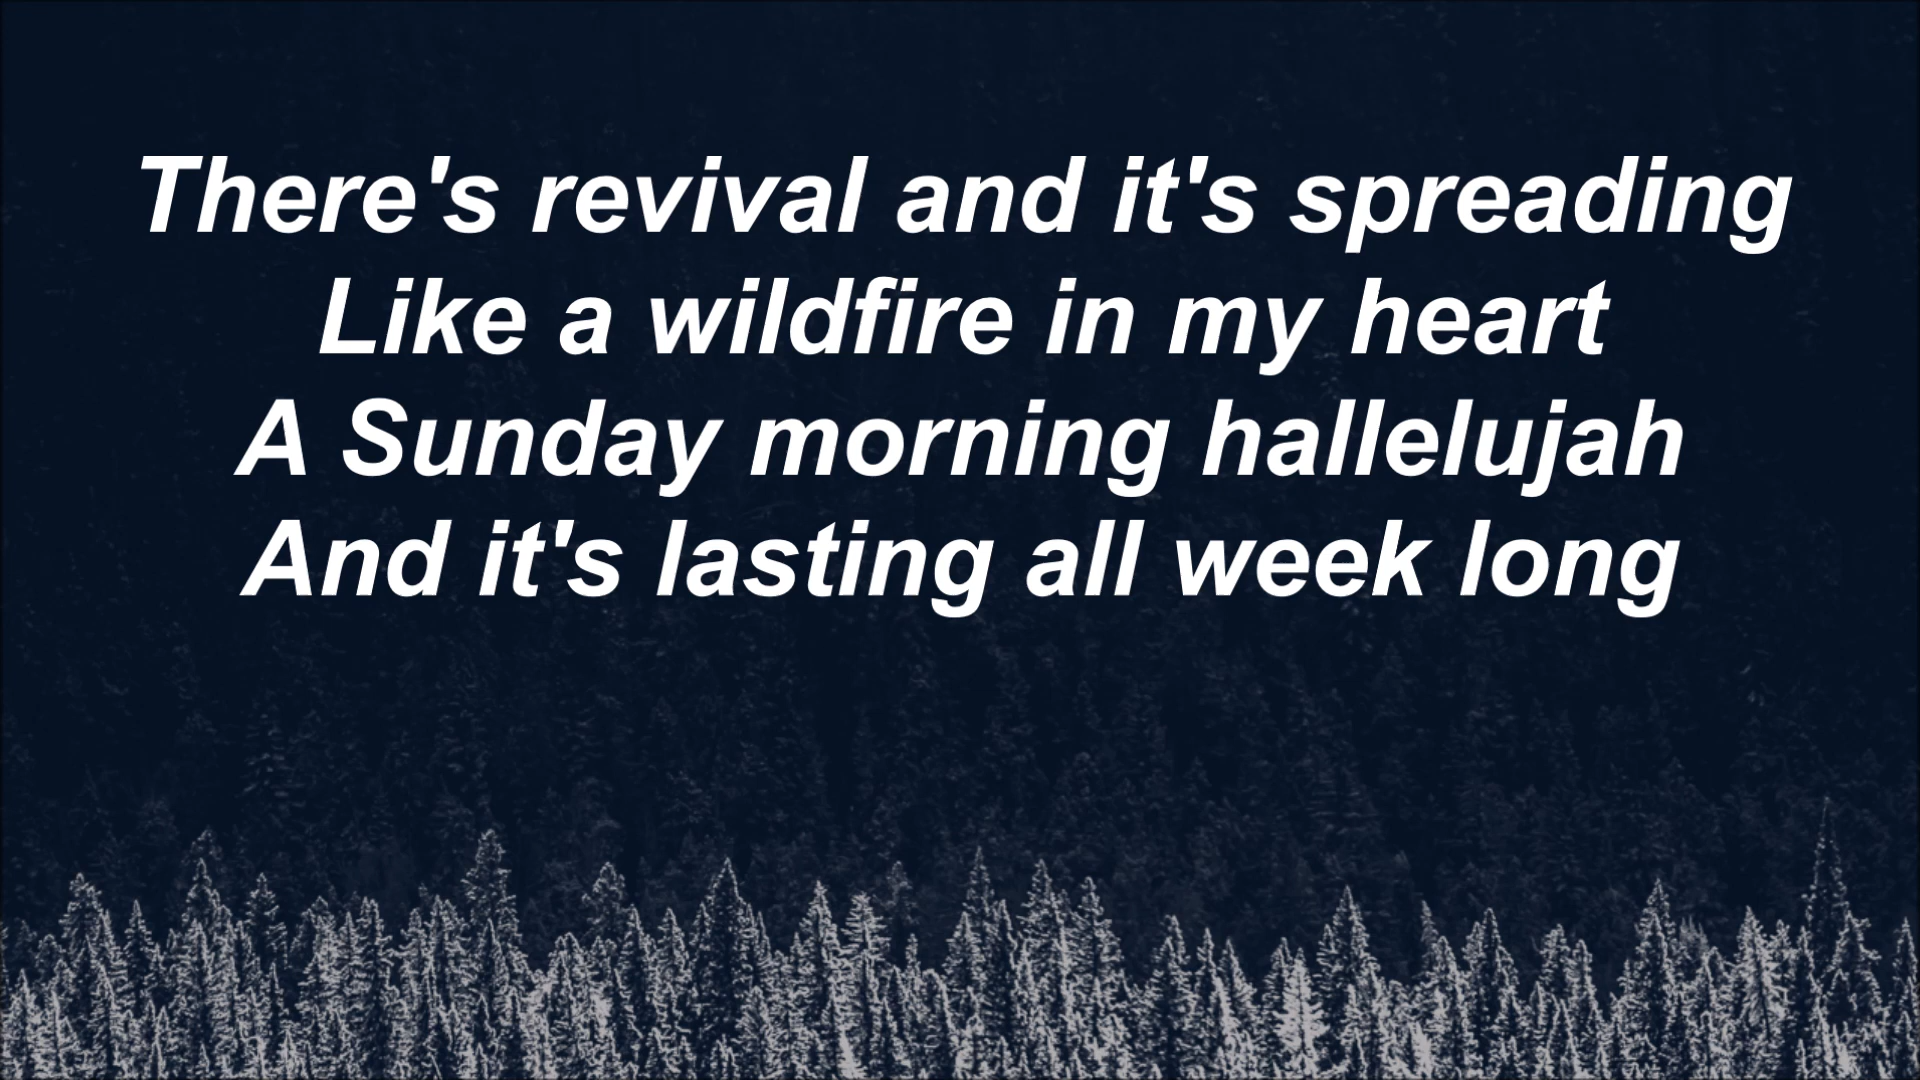 There's revival and it's spreading
Like a wildfire in my heart
A Sunday morning hallelujah
And it's lasting all week long